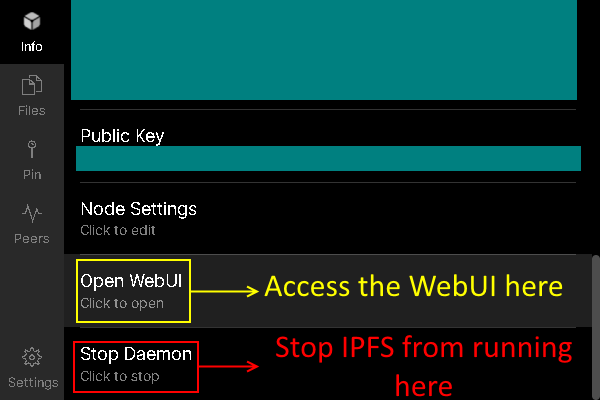 Info
Files
Pin
Peers
Settings
Public Key
Node Settings
Click to edit
Open WebUI
Click to open
Access the WebUI here
Stop Daemon
Click to stop
Stop IPFS from running
here